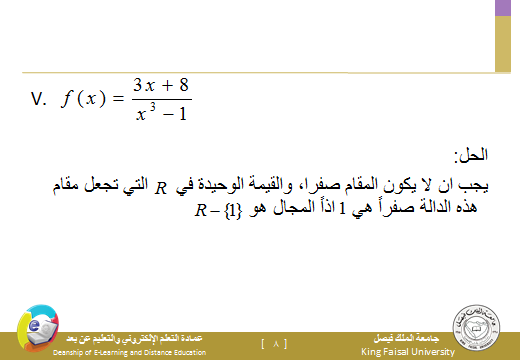 V. f(x) = \frac{3x+8}{x^3-1}
الحل:
يجب ان لا يكون المقام صفرا، والقيمة الوحيدة في R التي تجعل مقام
هذه الدالة صفراً هي 1 اذاً المجال هو R – {1}
جامعة الملك فيصل
King Faisal University
[ ٨ ]
عمادة التعلم الإلكتروني والتعليم عن بعد
Deanship of E-Learning and Distance Education